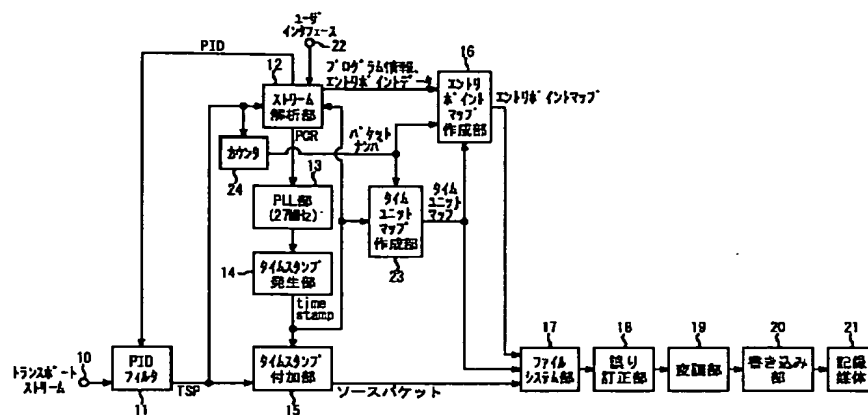 ユーザ
インタフェース
22
PID
12
ストリーム
解析部
プログラム情報、
エントリポイントデータ
16
エントリ
ポイント
マップ
作成部
エントリポイントマップ
PCR
パケット
ナンバ
カウンタ
24
13
PLL部
(27MHz)
タイム
ユニット
マップ
作成部
23
タイム
ユニット
マップ
14
タイムスタンプ
発生部
time
stamp
トランスポート
ストリーム
10
PID
フィルタ
11
TSP
タイムスタンプ
付加部
15
ソースパケット
17
ファイル
システム部
18
誤り
訂正部
19
変調部
20
書き込み
部
21
記録
媒体